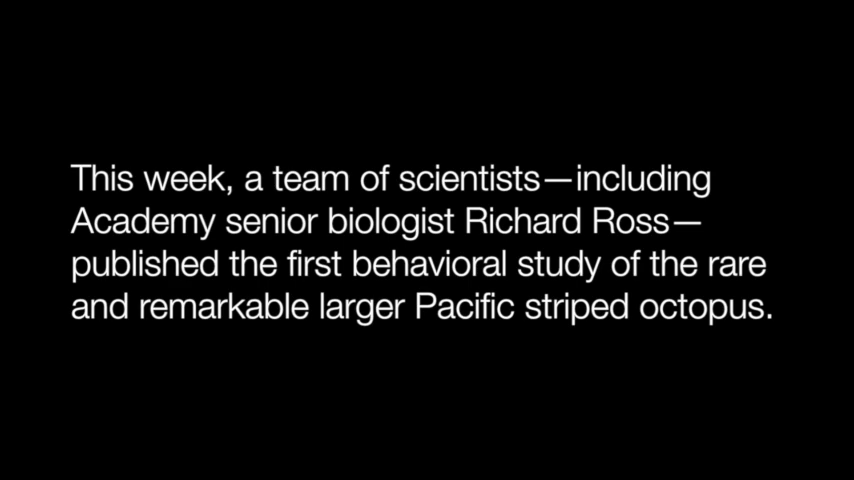 This week, a team of scientists—including
Academy senior biologist Richard Ross—
published the first behavioral study of the rare
and remarkable larger Pacific striped octopus.